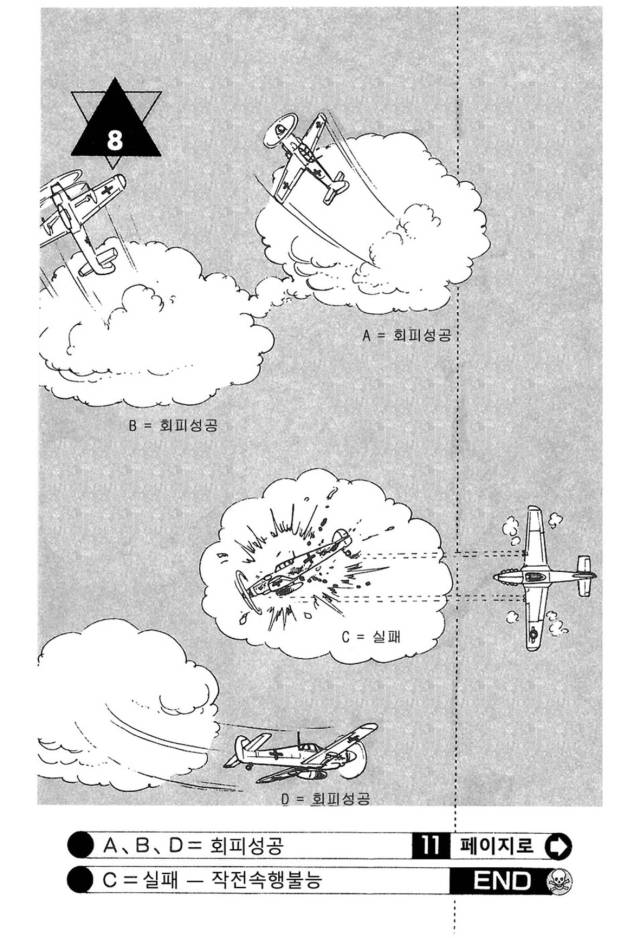 8
A = 회피성공
B = 회피성공
C = 실패
D = 회피성공
A、B、D = 회피성공 11 페이지로
C = 실패 — 작전속행불능 END